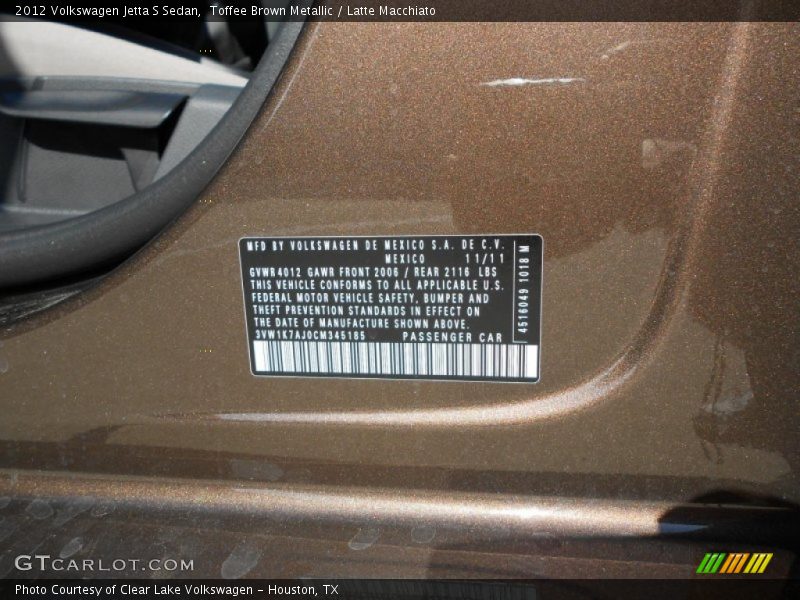 2012 Volkswagen Jetta S Sedan,  Toffee Brown Metallic / Latte Macchiato
MFD BY VOLKSWAGEN DE MEXICO S.A. DE C.V.
MEXICO 11/11
GVWR 4012 GAWR FRONT 2006 / REAR 2116 LBS
THIS VEHICLE CONFORMS TO ALL APPLICABLE U.S.
FEDERAL MOTOR VEHICLE SAFETY, BUMPER AND
THEFT PREVENTION STANDARDS IN EFFECT ON
THE DATE OF MANUFACTURE SHOWN ABOVE.
3VW1K7AJ0CM345185 PASSENGER CAR
4516049 1018 M
GTCARLOT.COM
Photo Courtesy of Clear Lake Volkswagen - Houston, TX